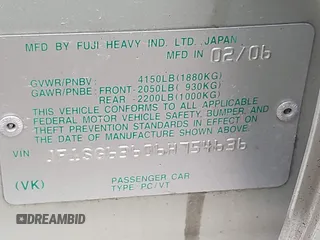 MFD BY FUJI HEAVY IND. LTD., JAPAN
MFD IN 02/06
GVWR/PNBV: 4150LB(1880KG)
GAWR/PNBE: FRONT-2050LB( 930KG)
REAR -2200LB(1000KG)
THIS VEHICLE CONFORMS TO ALL APPLICABLE
FEDERAL MOTOR VEHICLE SAFETY, BUMPER, AND
THEFT PREVENTION STANDARDS IN EFFECT ON
THE DATE OF MANUFACTURE SHOWN ABOVE.
VIN JF1SG63606H754636
PASSENGER CAR
(VK) TYPE: PC/VT
DREAMBID